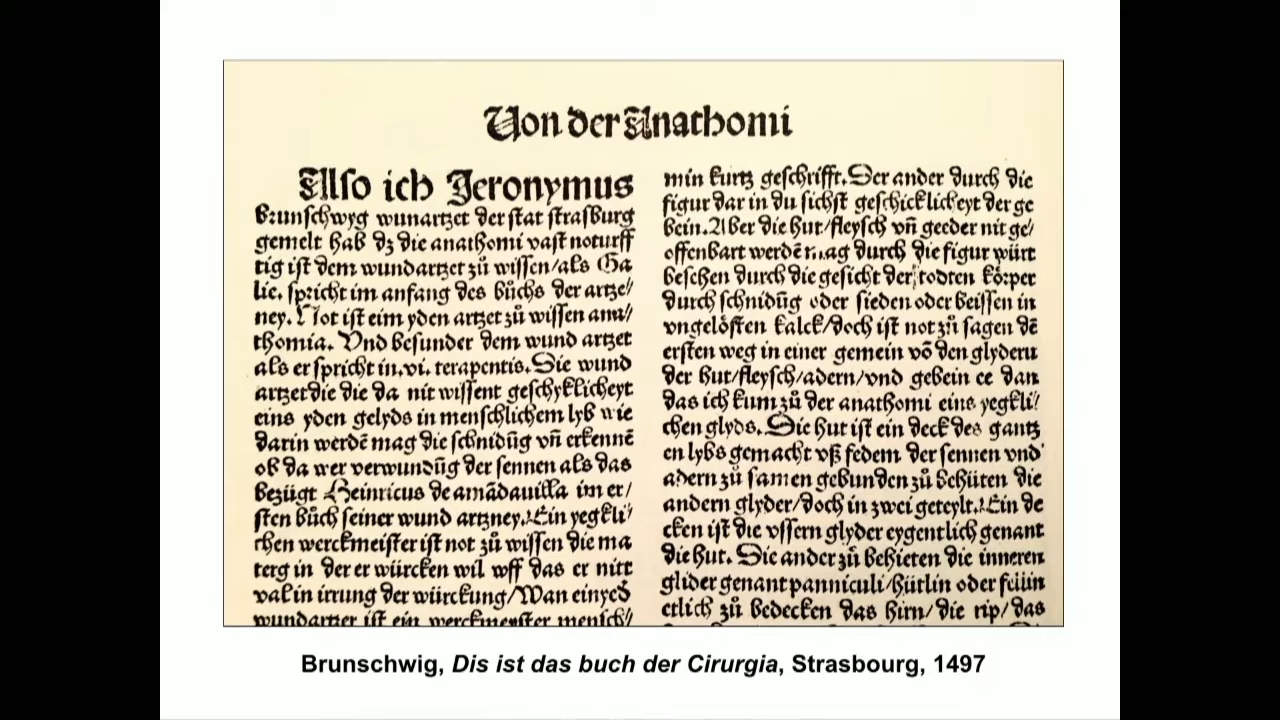 Von der Anathomi
Also ich Jeronymus
Brunschwyg wunartzet der stat strasburg
gemelt hab dz die anathomi vast noturff
tig ist dem wundartzet zů wissen/als Ga
lie. spricht im anfang des bůchs der artze//
ney. Not ist eim yden artzet zů wissen ana//
thomia. Vnd besunder dem wund artzet
als er spricht in.vi. terapentis. Die wund
artzet die die da nit wissent geschyklicheyt
eins yden gelyds in menschlichem lyb wie
darin werdē mag die schnidūg vñ erkennē
ob da wer verwundūg der sennen als das
bezügt Heinricus de amādauilla im er/
sten bůch seiner wund artzney. Ein yegkli//
chen werckmeister ist not zů wissen die ma
terg in der er würcken wil vff das er nitt
val in irrung der würckung/Wan ein
wundartzet ist ein werckmeyster mensch//
min kurtz geschrifft. Der ander durch die
figur dar in du sichst geschicklicheyt der ge
bein. Aber die hut/fleysch vñ geeder nit ge//
offenbart werdē mag durch die figur würt
besehen durch die gesicht der todten körper
durch schnidūg oder sieden oder beissen in
vngelösten kalck/doch ist not zů sagen dē
ersten weg in einer gemein vō den glydern
der hut/fleysch/adern/vnd gebein ee dan
das ich kum zů der anathomi eins yegkli//
chen glyds. Die hut ist ein deck des gantz
en lybs gemacht vß fedem der sennen vnd
adern zů samen gebunden zů behüten die
andern glyder/doch in zwei geteylt. Ein de
cken ist die vssern glyder eygentlich genant
die hut. Die ander zů behieten die inneren
glider genant panniculi/hütlin oder
etlich zů bedecken das hirn/die rip/das
Brunschwig, Dis ist das buch der Cirurgia, Strasbourg, 1497